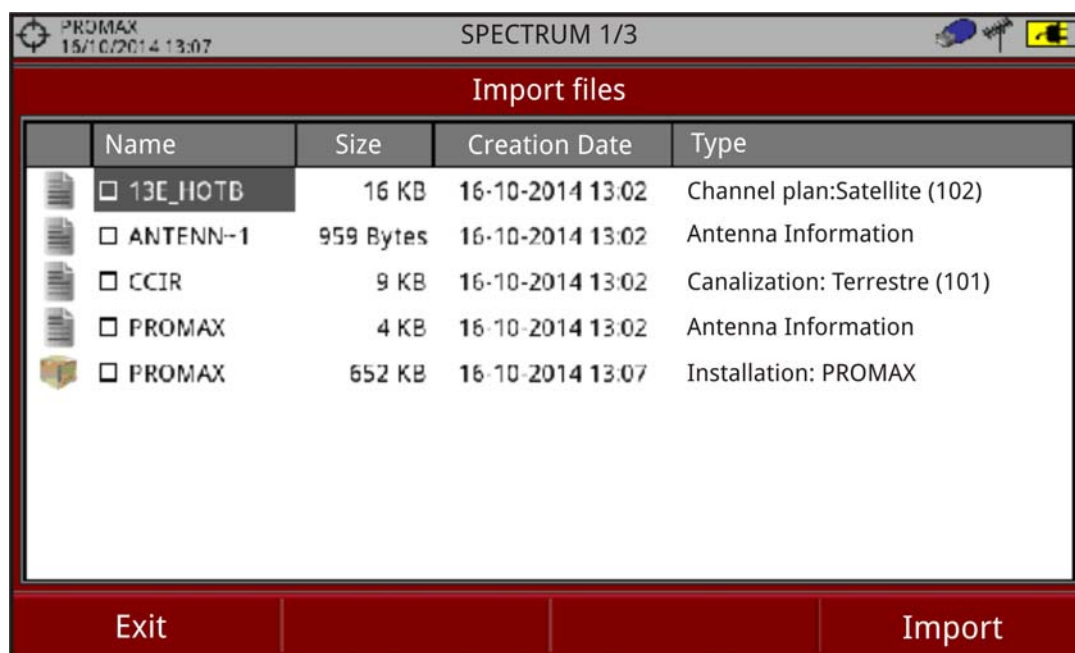 PROMAX
16/10/2014 13:07
SPECTRUM 1/3
Import files
Name Size Creation Date Type
13E_HOTB 16 KB 16-10-2014 13:02 Channel plan:Satellite (102)
ANTENN~1 959 Bytes 16-10-2014 13:02 Antenna Information
CCIR 9 KB 16-10-2014 13:02 Canalization: Terrestre (101)
PROMAX 4 KB 16-10-2014 13:02 Antenna Information
PROMAX 652 KB 16-10-2014 13:07 Installation: PROMAX
Exit Import